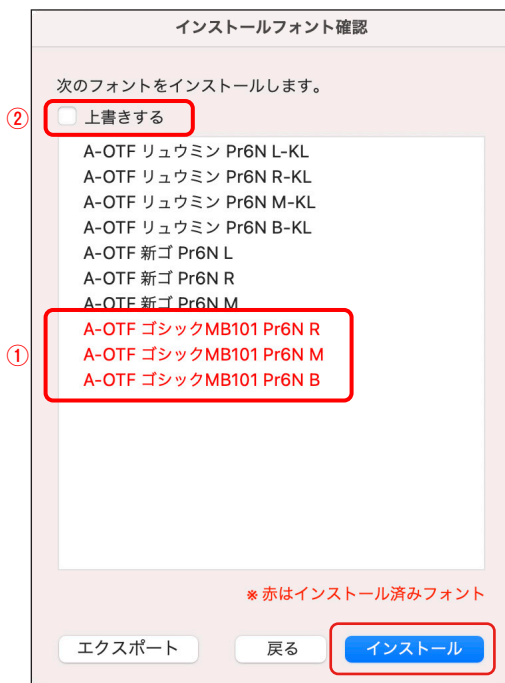 インストールフォント確認
次のフォントをインストールします。
② 上書きする
A-OTF リュウミン Pr6N L-KL
A-OTF リュウミン Pr6N R-KL
A-OTF リュウミン Pr6N M-KL
A-OTF リュウミン Pr6N B-KL
A-OTF 新ゴ Pr6N L
A-OTF 新ゴ Pr6N R
A-OTF 新ゴ Pr6N M
A-OTF ゴシックMB101 Pr6N R
① A-OTF ゴシックMB101 Pr6N M
A-OTF ゴシックMB101 Pr6N B
※ 赤はインストール済みフォント
エクスポート 戻る インストール